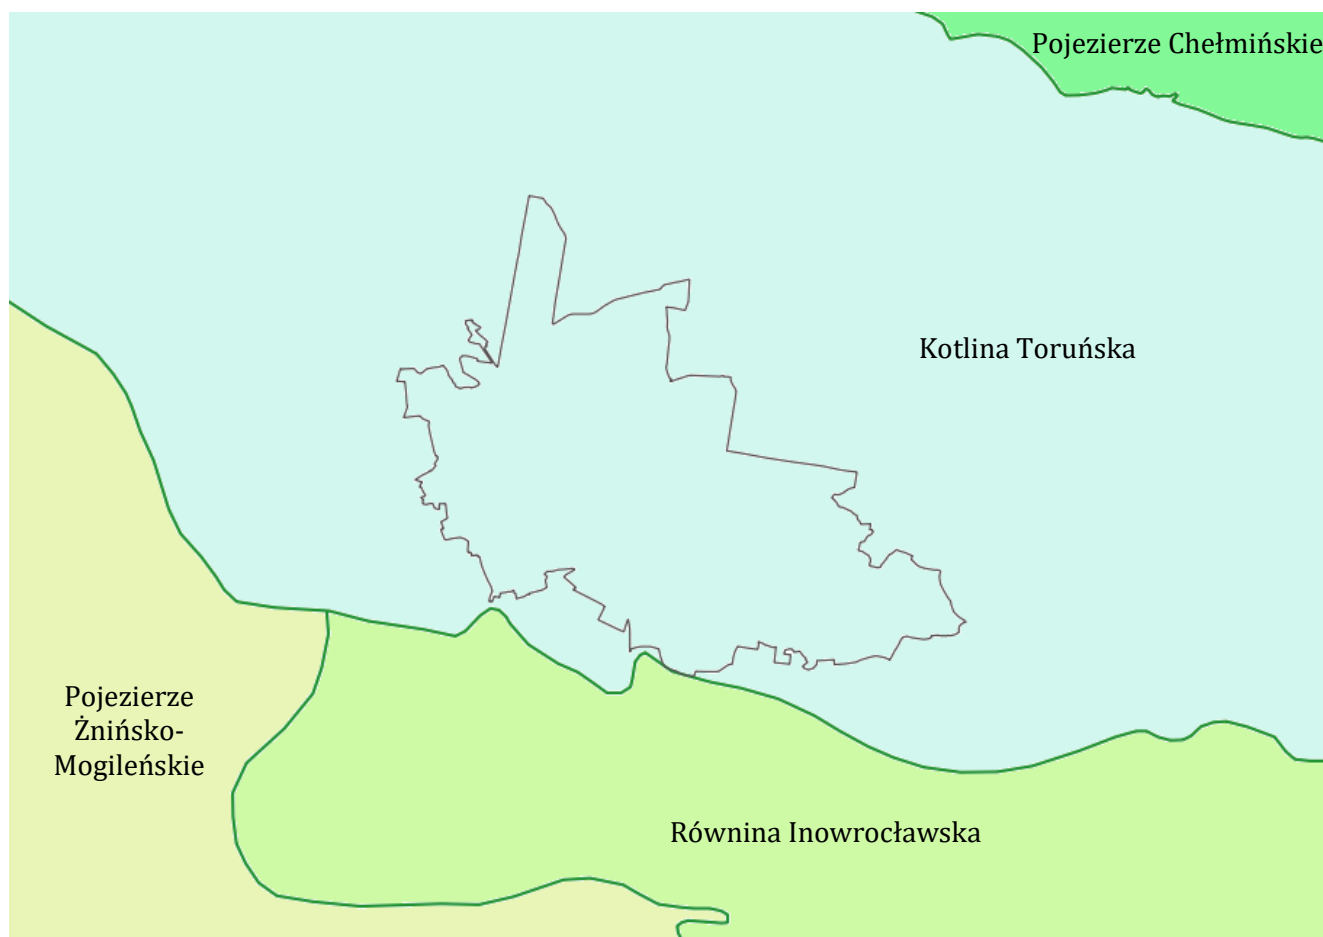 Pojezierze Chełmińskie
Kotlina Toruńska
Pojezierze
Żnińsko-
Mogileńskie
Równina Inowrocławska